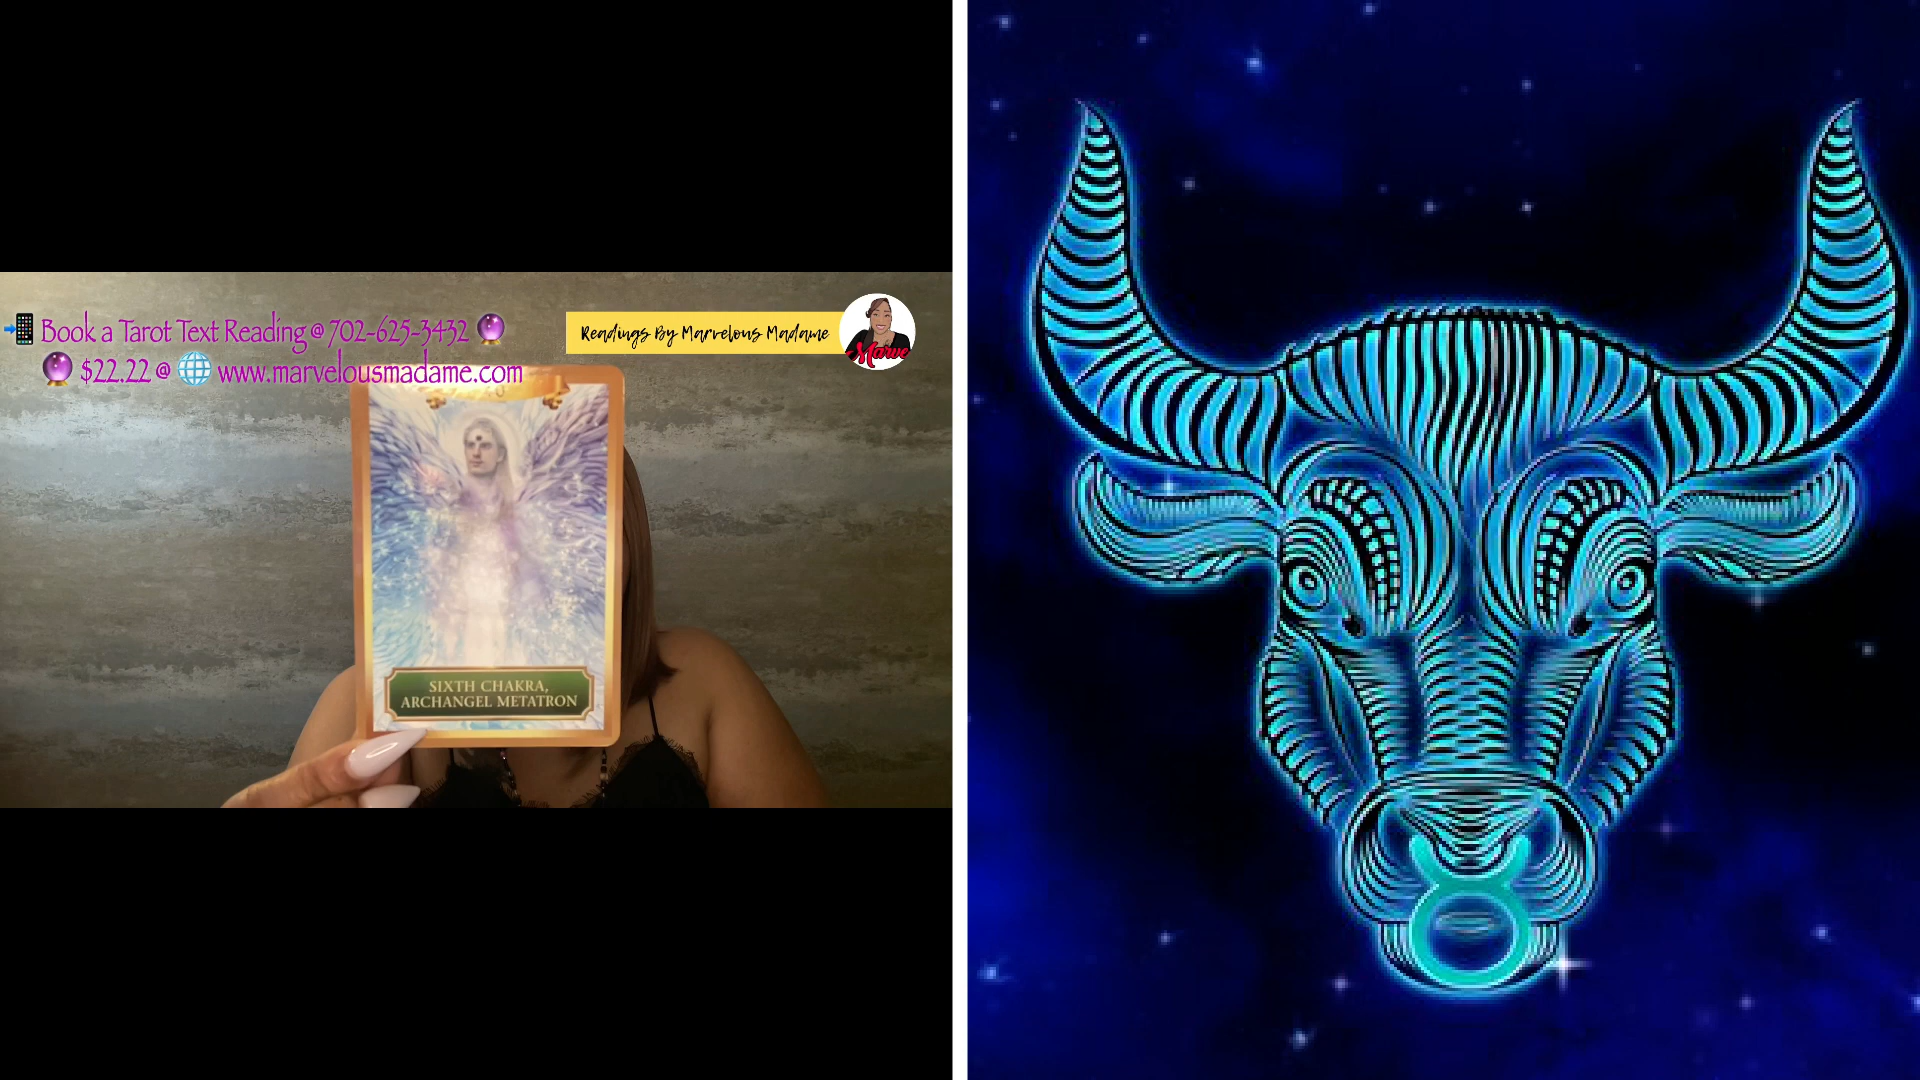 Book a Tarot Text Reading @ 702-625-3432
$22.22 @ www.marvelousmadame.com
Readings By Marvelous Madame
Marve
SIXTH CHAKRA,
ARCHANGEL METATRON